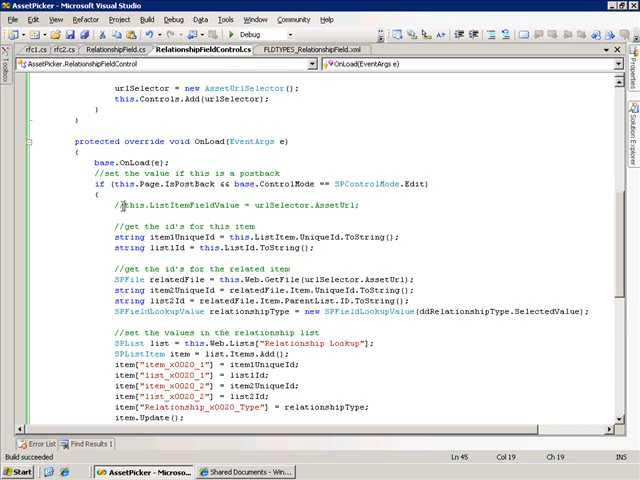 AssetPicker - Microsoft Visual Studio
File Edit View Refactor Project Build Debug Data Tools Window Community Help
Debug
rfc1.cs rfc2.cs RelationshipField.cs RelationshipFieldControl.cs FLDTYPES_RelationshipField.xml
AssetPicker.RelationshipFieldControl OnLoad(EventArgs e)
Toolbox
Properties
Solution Explorer
urlSelector = new AssetUrlSelector();
this.Controls.Add(urlSelector);
}
}
protected override void OnLoad(EventArgs e)
{
base.OnLoad(e);
//set the value if this is a postback
if (this.Page.IsPostBack && base.ControlMode == SPControlMode.Edit)
{
//this.ListItemFieldValue = urlSelector.AssetUrl;
//get the id's for this item
string item1UniqueId = this.ListItem.UniqueId.ToString();
string list1Id = this.ListId.ToString();
//get the id's for the related item
SPFile relatedFile = this.Web.GetFile(urlSelector.AssetUrl);
string item2UniqueId = relatedFile.Item.UniqueId.ToString();
string list2Id = relatedFile.Item.ParentList.ID.ToString();
SPFieldLookupValue relationshipType = new SPFieldLookupValue(ddRelationshipType.SelectedValue);
//set the values in the relationship list
SPList list = this.Web.Lists["Relationship Lookup"];
SPListItem item = list.Items.Add();
item["item_x0020_1"] = item1UniqueId;
item["list_x0020_1"] = list1Id;
item["item_x0020_2"] = item2UniqueId;
item["list_x0020_2"] = list2Id;
item["Relationship_x0020_Type"] = relationshipType;
item.Update();
Error List Find Results 1
Build succeeded Ln 45 Col 19 Ch 19 INS
Start AssetPicker - Microso... Shared Documents - Win...